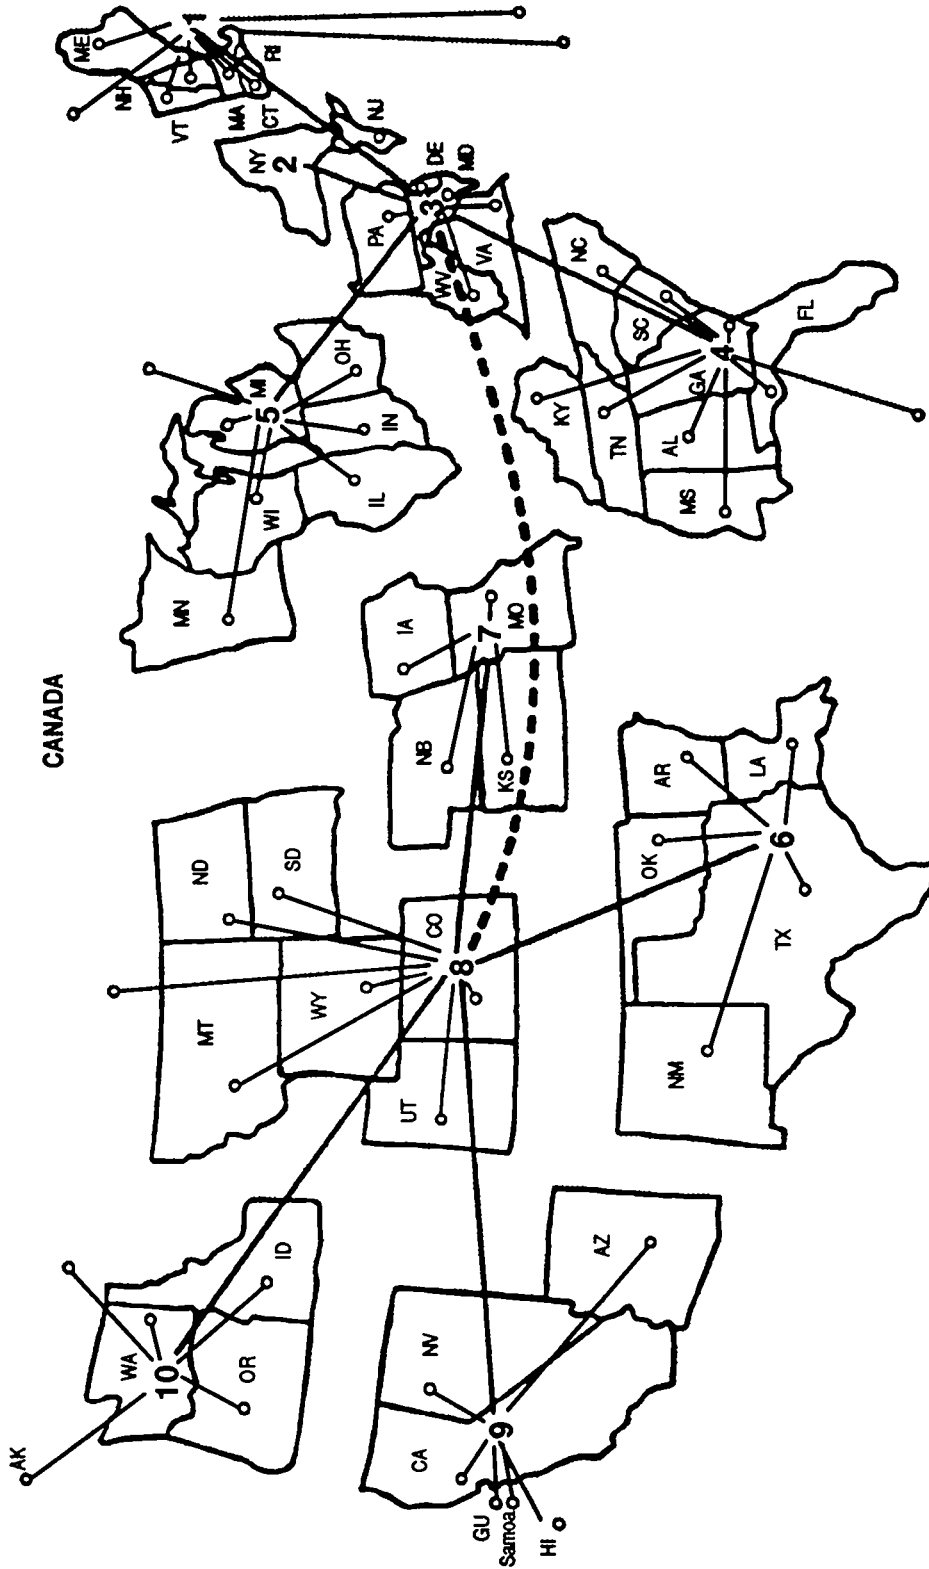 CANADA
AK
WA
10
ID
OR
MT
ND
SD
WY
UT
CO
8
NV
CA
9
AZ
GU
Samoa
HI
NM
TX
OK
AR
LA
6
NB
KS
IA
7
MO
MN
WI
MI
5
IL
IN
OH
KY
TN
NC
SC
MS
AL
GA
4
FL
PA
3
WV
VA
DE
MD
NJ
NY
2
ME
NH
VT
MA
CT
RI
1